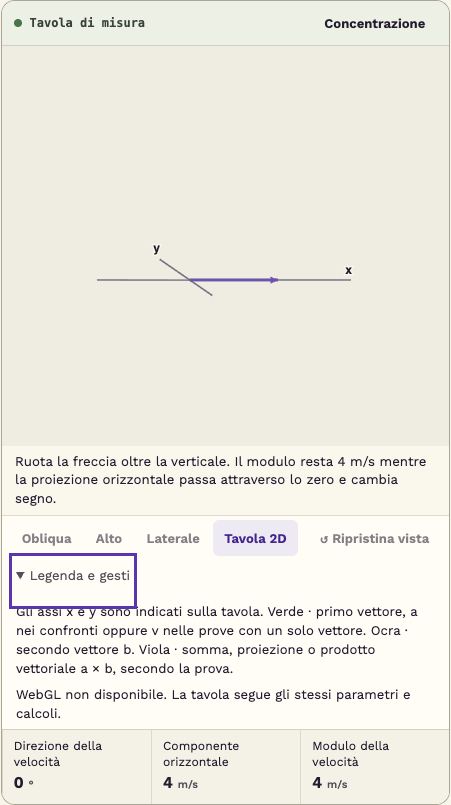 Tavola di misura
Concentrazione
y
x
Ruota la freccia oltre la verticale. Il modulo resta 4 m/s mentre
la proiezione orizzontale passa attraverso lo zero e cambia
segno.
Obliqua Alto Laterale Tavola 2D ↺ Ripristina vista
▼ Legenda e gesti
Gli assi x e y sono indicati sulla tavola. Verde · primo vettore, a
nei confronti oppure v nelle prove con un solo vettore. Ocra ·
secondo vettore b. Viola · somma, proiezione o prodotto
vettoriale a × b, secondo la prova.
WebGL non disponibile. La tavola segue gli stessi parametri e
calcoli.
Direzione della
velocità
0 °
Componente
orizzontale
4 m/s
Modulo della
velocità
4 m/s